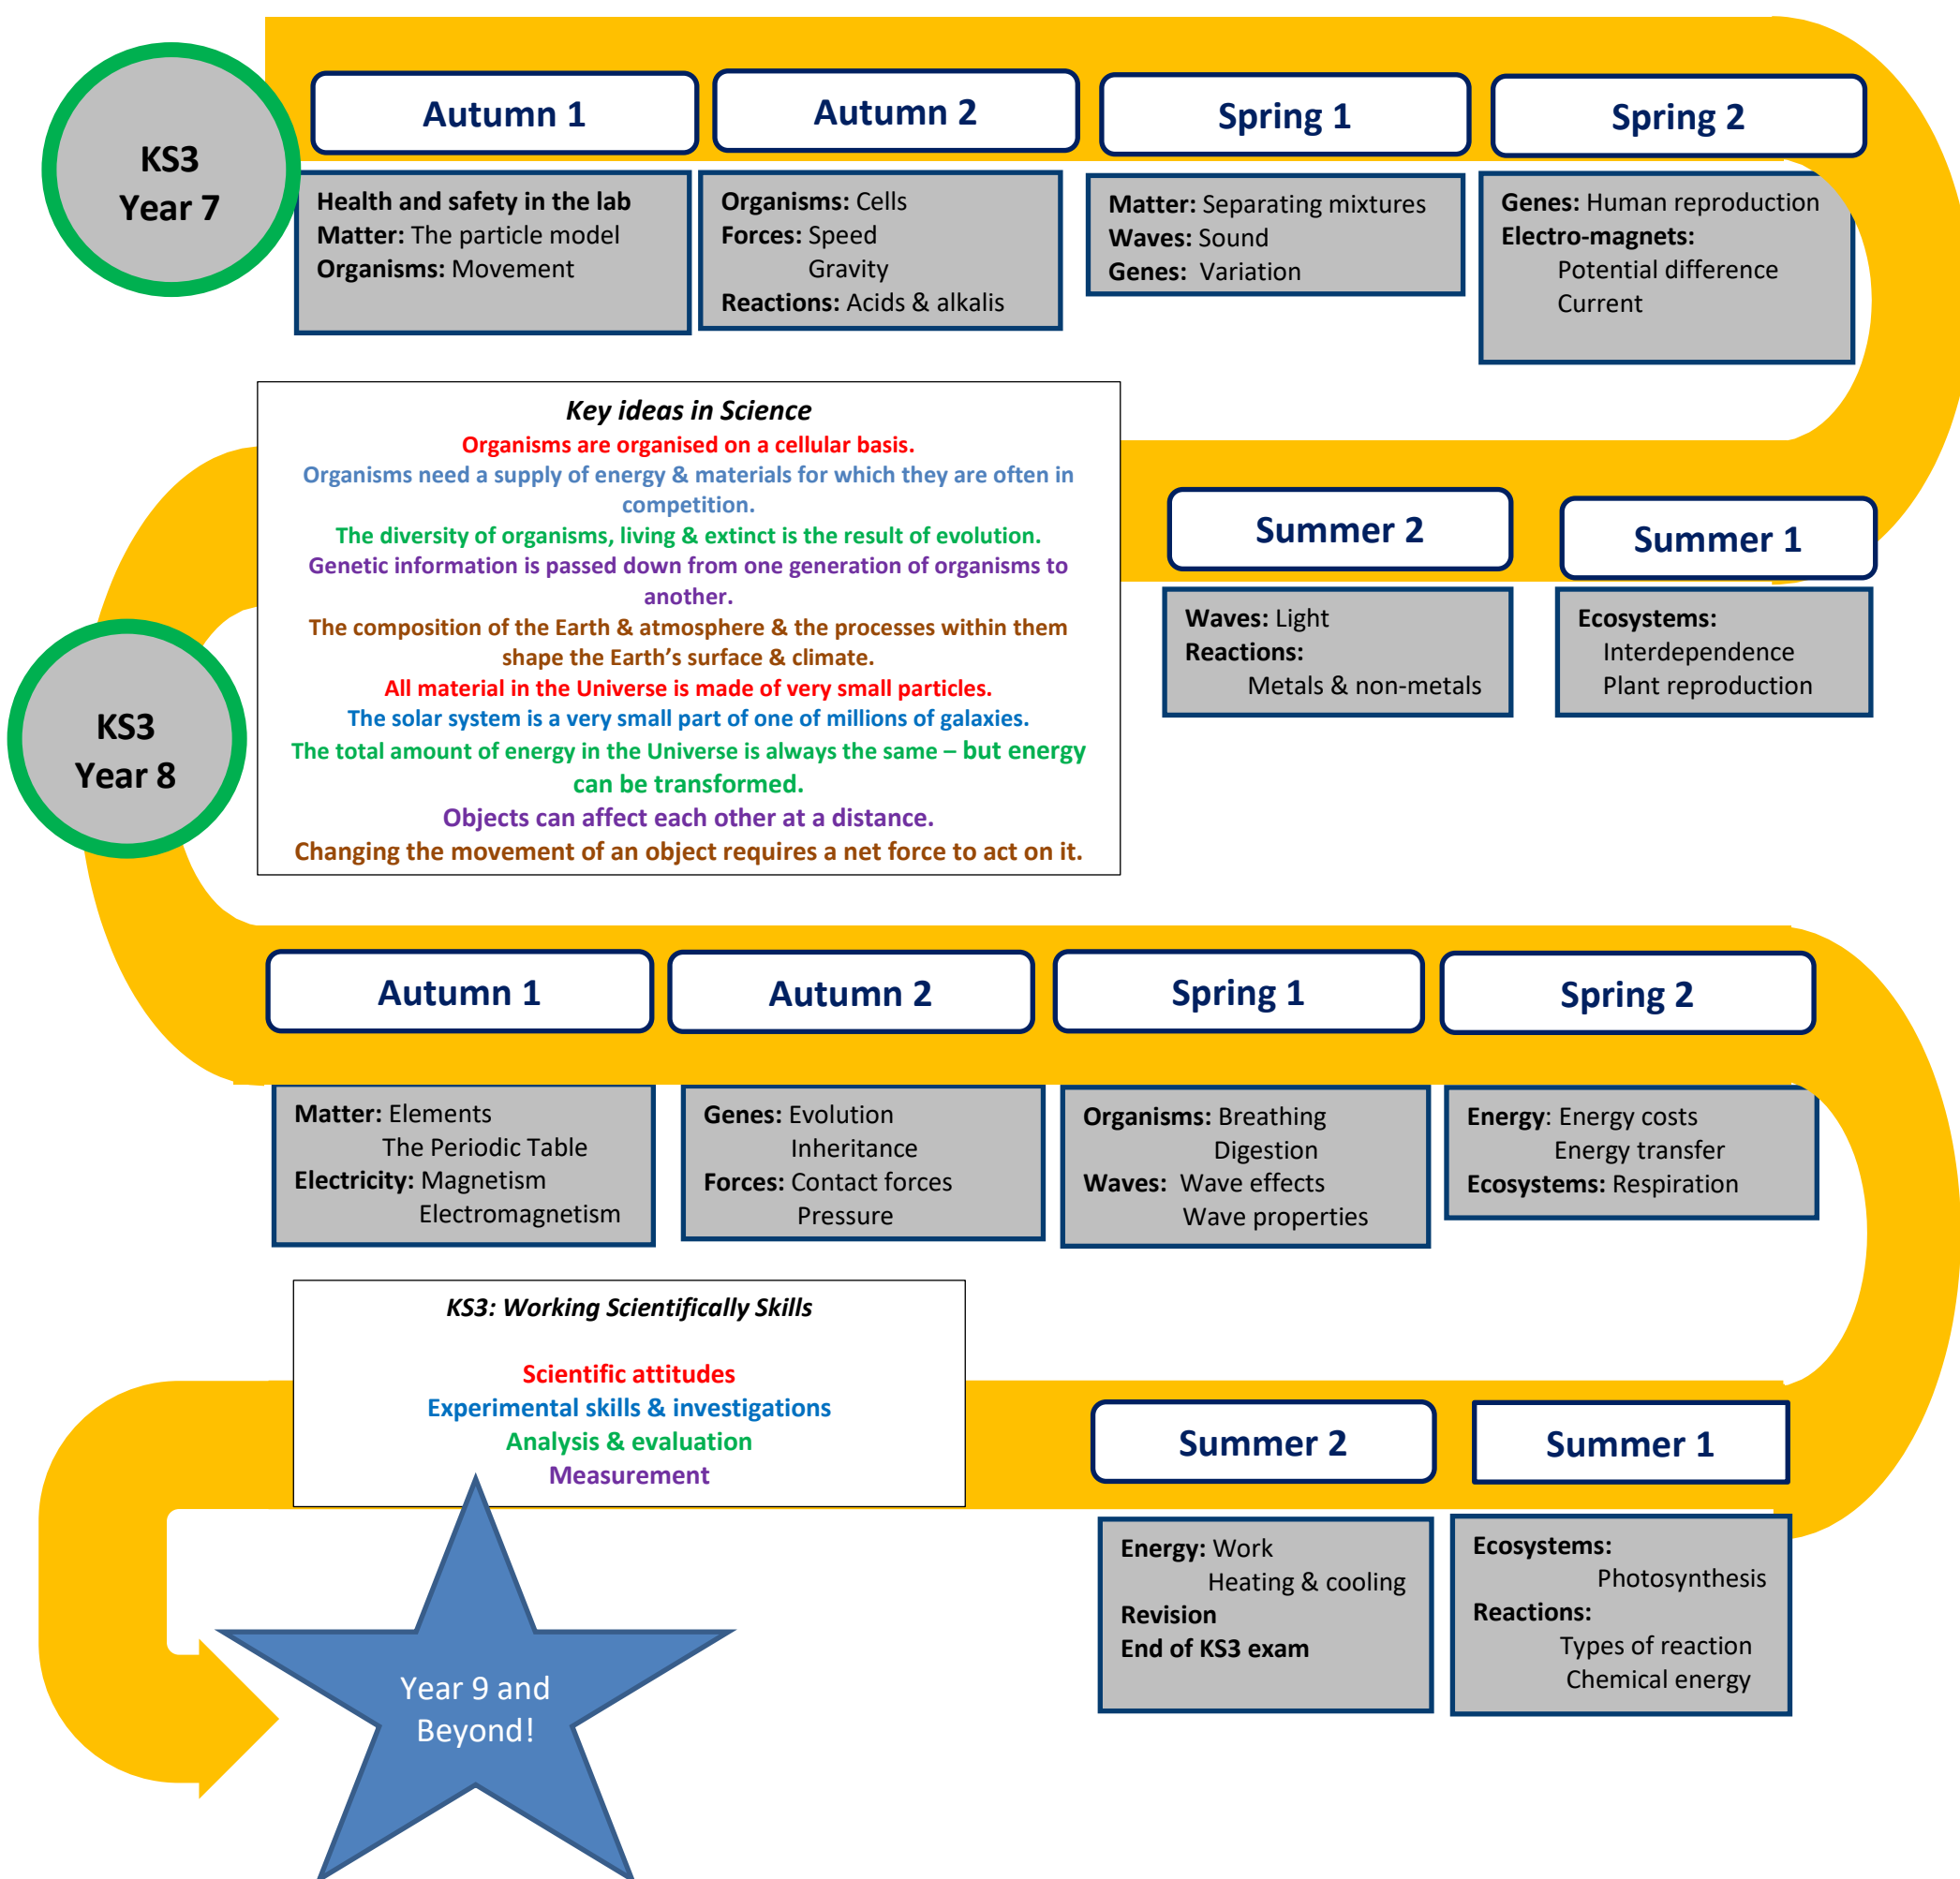 KS3
Year 7
Autumn 1
Health and safety in the lab
Matter: The particle model
Organisms: Movement
Autumn 2
Organisms: Cells
Forces: Speed
Gravity
Reactions: Acids & alkalis
Spring 1
Matter: Separating mixtures
Waves: Sound
Genes: Variation
Spring 2
Genes: Human reproduction
Electro-magnets:
Potential difference
Current
Summer 1
Ecosystems:
Interdependence
Plant reproduction
Summer 2
Waves: Light
Reactions:
Metals & non-metals
Key ideas in Science
Organisms are organised on a cellular basis.
Organisms need a supply of energy & materials for which they are often in
competition.
The diversity of organisms, living & extinct is the result of evolution.
Genetic information is passed down from one generation of organisms to
another.
The composition of the Earth & atmosphere & the processes within them
shape the Earth's surface & climate.
All material in the Universe is made of very small particles.
The solar system is a very small part of one of millions of galaxies.
The total amount of energy in the Universe is always the same – but energy
can be transformed.
Objects can affect each other at a distance.
Changing the movement of an object requires a net force to act on it.
KS3
Year 8
Autumn 1
Matter: Elements
The Periodic Table
Electricity: Magnetism
Electromagnetism
Autumn 2
Genes: Evolution
Inheritance
Forces: Contact forces
Pressure
Spring 1
Organisms: Breathing
Digestion
Waves: Wave effects
Wave properties
Spring 2
Energy: Energy costs
Energy transfer
Ecosystems: Respiration
Summer 1
Ecosystems:
Photosynthesis
Reactions:
Types of reaction
Chemical energy
Summer 2
Energy: Work
Heating & cooling
Revision
End of KS3 exam
KS3: Working Scientifically Skills
Scientific attitudes
Experimental skills & investigations
Analysis & evaluation
Measurement
Year 9 and
Beyond!